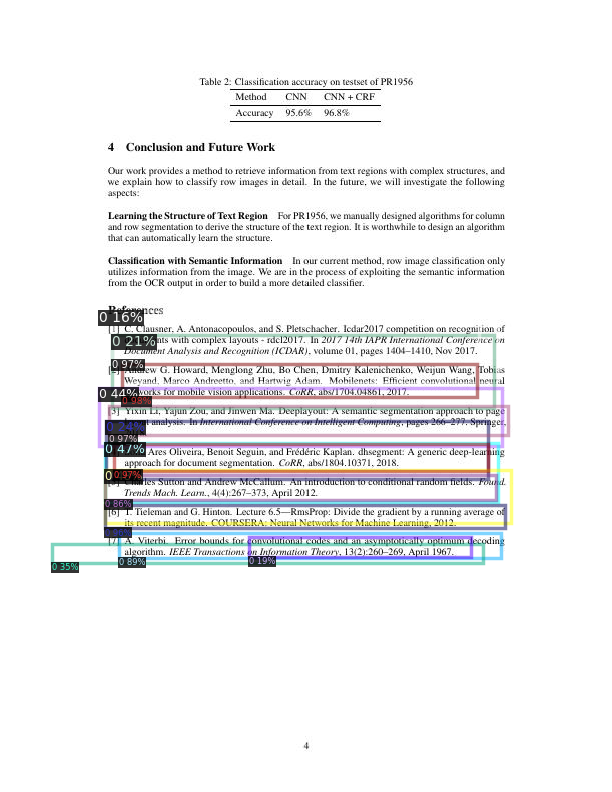 Table 2: Classification accuracy on testset of PR1956
Method CNN CNN + CRF
Accuracy 95.6% 96.8%
4 Conclusion and Future Work
Our work provides a method to retrieve information from text regions with complex structures, and
we explain how to classify row images in detail. In the future, we will investigate the following
aspects:
Learning the Structure of Text Region For PR1956, we manually designed algorithms for column
and row segmentation to derive the structure of the text region. It is worthwhile to design an algorithm
that can automatically learn the structure.
Classification with Semantic Information In our current method, row image classification only
utilizes information from the image. We are in the process of exploiting the semantic information
from the OCR output in order to build a more detailed classifier.
References
0 16%
[1] C. Clausner, A. Antonacopoulos, and S. Pletschacher. Icdar2017 competition on recognition of
0 21%
with complex layouts - rdcl2017. In 2017 14th IAPR International Conference on
Document Analysis and Recognition (ICDAR), volume 01, pages 1404–1410, Nov 2017.
0 97%
G. Howard, Menglong Zhu, Bo Chen, Dmitry Kalenichenko, Weijun Wang, Tobias
Weyand, Marco Andreetto, and Hartwig Adam. Mobilenets: Efficient convolutional neural
0 44%
for mobile vision applications. CoRR, abs/1704.04861, 2017.
[3] Yixin Li, Yajun Zou, and Jinwen Ma. Deeplayout: A semantic segmentation approach to page
analysis. In International Conference on Intelligent Computing, pages 266–277. Springer,
0 24%
0 97%
0 47%
Ares Oliveira, Benoit Seguin, and Frédéric Kaplan. dhsegment: A generic deep-learning
approach for document segmentation. CoRR, abs/1804.10371, 2018.
0.97%
Sutton and Andrew McCallum. An introduction to conditional random fields. Found.
Trends Mach. Learn., 4(4):267–373, April 2012.
0 86%
[6] T. Tieleman and G. Hinton. Lecture 6.5—RmsProp: Divide the gradient by a running average of
its recent magnitude. COURSERA: Neural Networks for Machine Learning, 2012.
[7] A. Viterbi. Error bounds for convolutional codes and an asymptotically optimum decoding
algorithm. IEEE Transactions on Information Theory, 13(2):260–269, April 1967.
0 35% 0 89% 0 19%
4